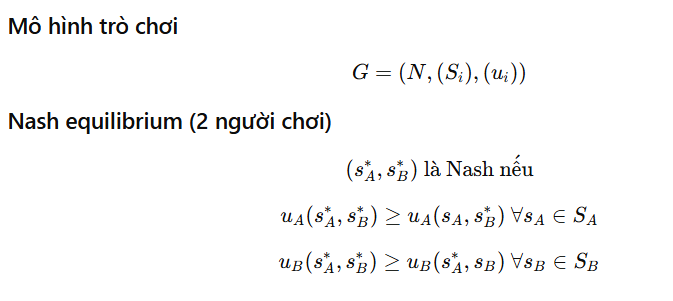 Mô hình trò chơi
G = (N, (S_i), (u_i))
Nash equilibrium (2 người chơi)
(s_A^*, s_B^*) là Nash nếu
u_A(s_A^*, s_B^*) ≥ u_A(s_A, s_B^*) ∀s_A ∈ S_A
u_B(s_A^*, s_B^*) ≥ u_B(s_A^*, s_B) ∀s_B ∈ S_B